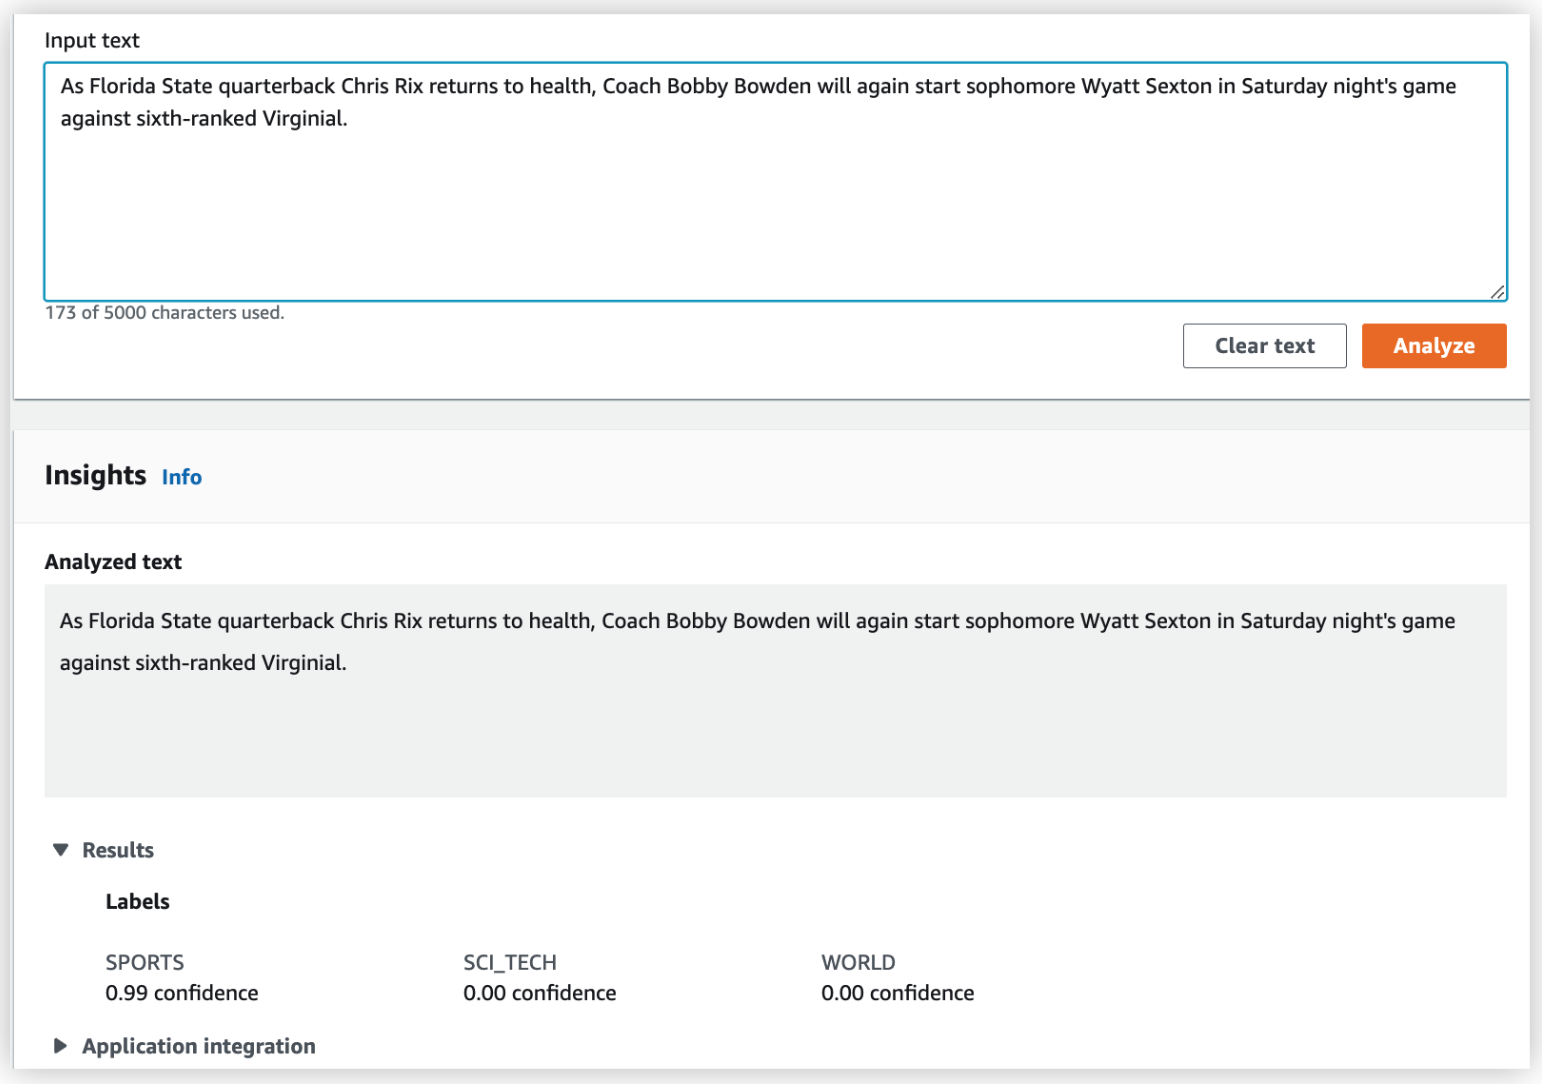 Input text
As Florida State quarterback Chris Rix returns to health, Coach Bobby Bowden will again start sophomore Wyatt Sexton in Saturday night's game
against sixth-ranked Virginial.
173 of 5000 characters used.
Clear text Analyze
Insights Info
Analyzed text
As Florida State quarterback Chris Rix returns to health, Coach Bobby Bowden will again start sophomore Wyatt Sexton in Saturday night's game
against sixth-ranked Virginial.
Results
Labels
SPORTS SCI_TECH WORLD
0.99 confidence 0.00 confidence 0.00 confidence
Application integration